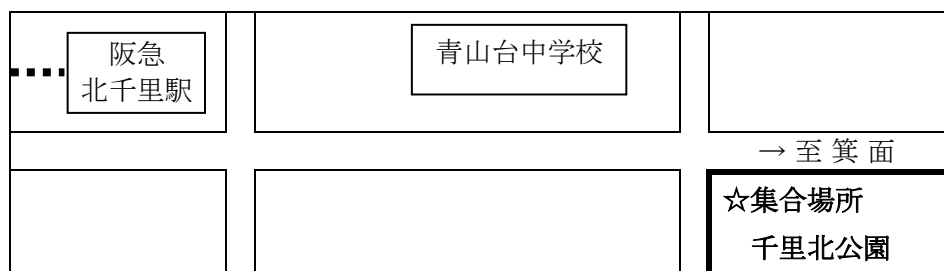 阪急
北千里駅
青山台中学校
→至箕面
☆集合場所
千里北公園